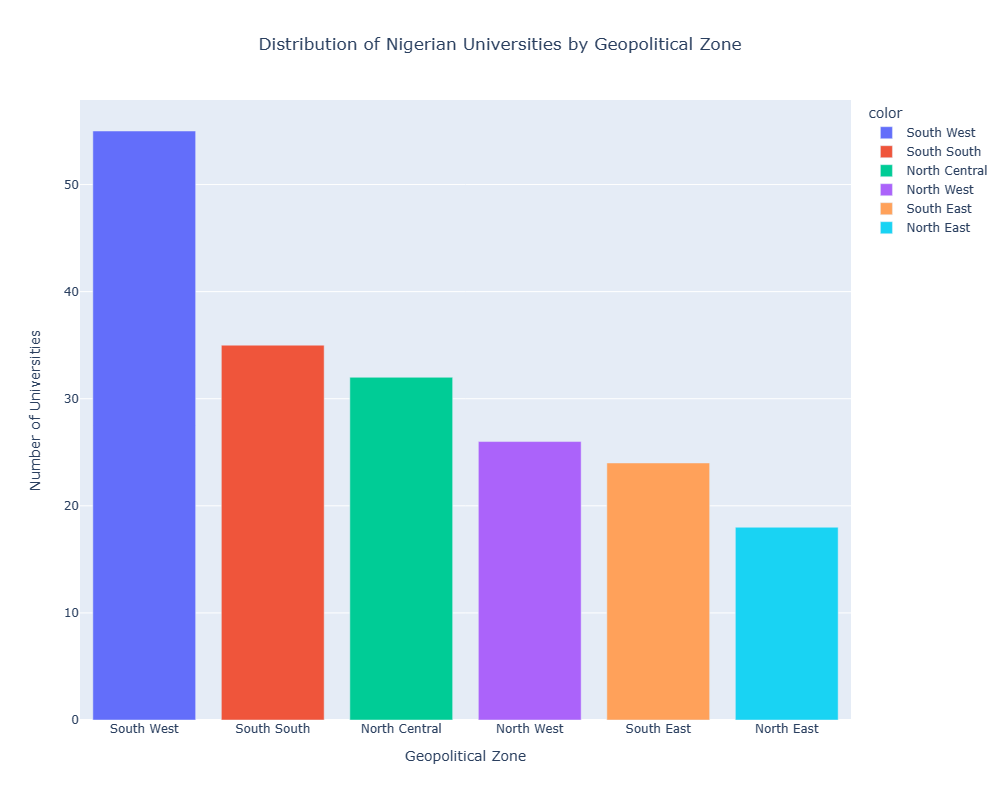 Distribution of Nigerian Universities by Geopolitical Zone
color
South West
South South
North Central
North West
South East
North East
Number of Universities
50
40
30
20
10
0
South West South South North Central North West South East North East
Geopolitical Zone